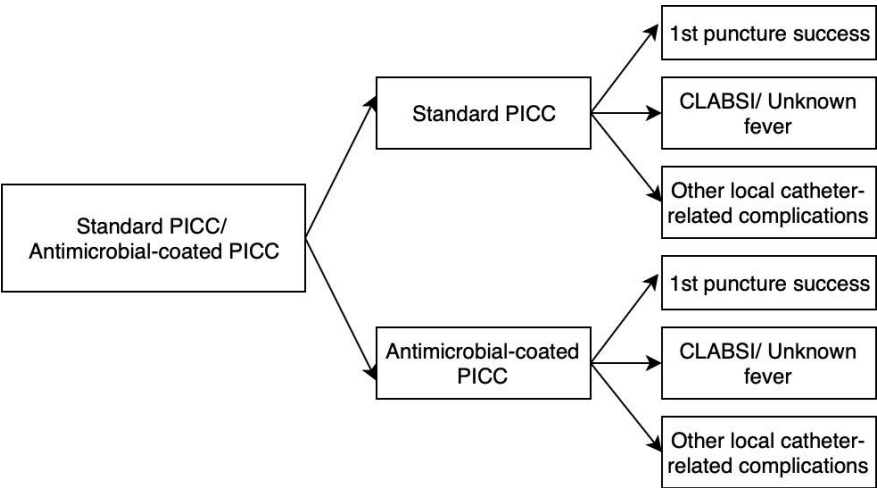 Standard PICC/
Antimicrobial-coated PICC
Standard PICC
1st puncture success
CLABSI/ Unknown
fever
Other local catheter-
related complications
Antimicrobial-coated
PICC
1st puncture success
CLABSI/ Unknown
fever
Other local catheter-
related complications